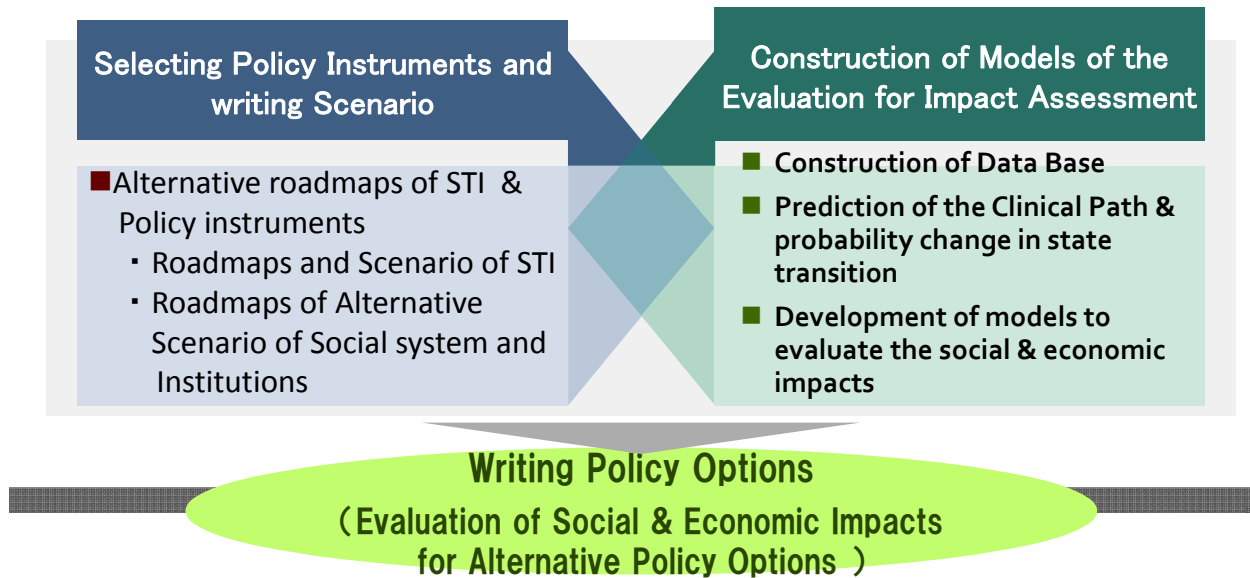 Selecting Policy Instruments and
writing Scenario
■Alternative roadmaps of STI &
Policy instruments
・ Roadmaps and Scenario of STI
・ Roadmaps of Alternative
Scenario of Social system and
Institutions
Construction of Models of the
Evaluation for Impact Assessment
■ Construction of Data Base
■ Prediction of the Clinical Path &
probability change in state
transition
■ Development of models to
evaluate the social & economic
impacts
Writing Policy Options
（Evaluation of Social & Economic Impacts
for Alternative Policy Options ）